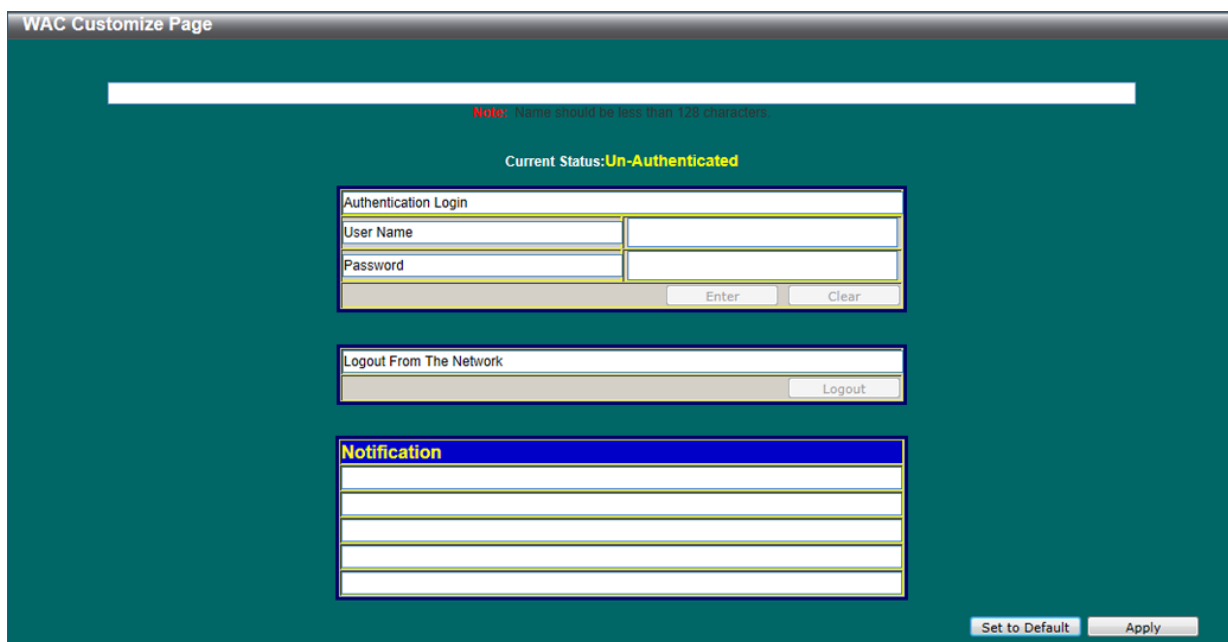 WAC Customize Page
Note: Name should be less than 128 characters.
Current Status:Un-Authenticated
Authentication Login
User Name
Password
Enter Clear
Logout From The Network
Logout
Notification
Set to Default Apply